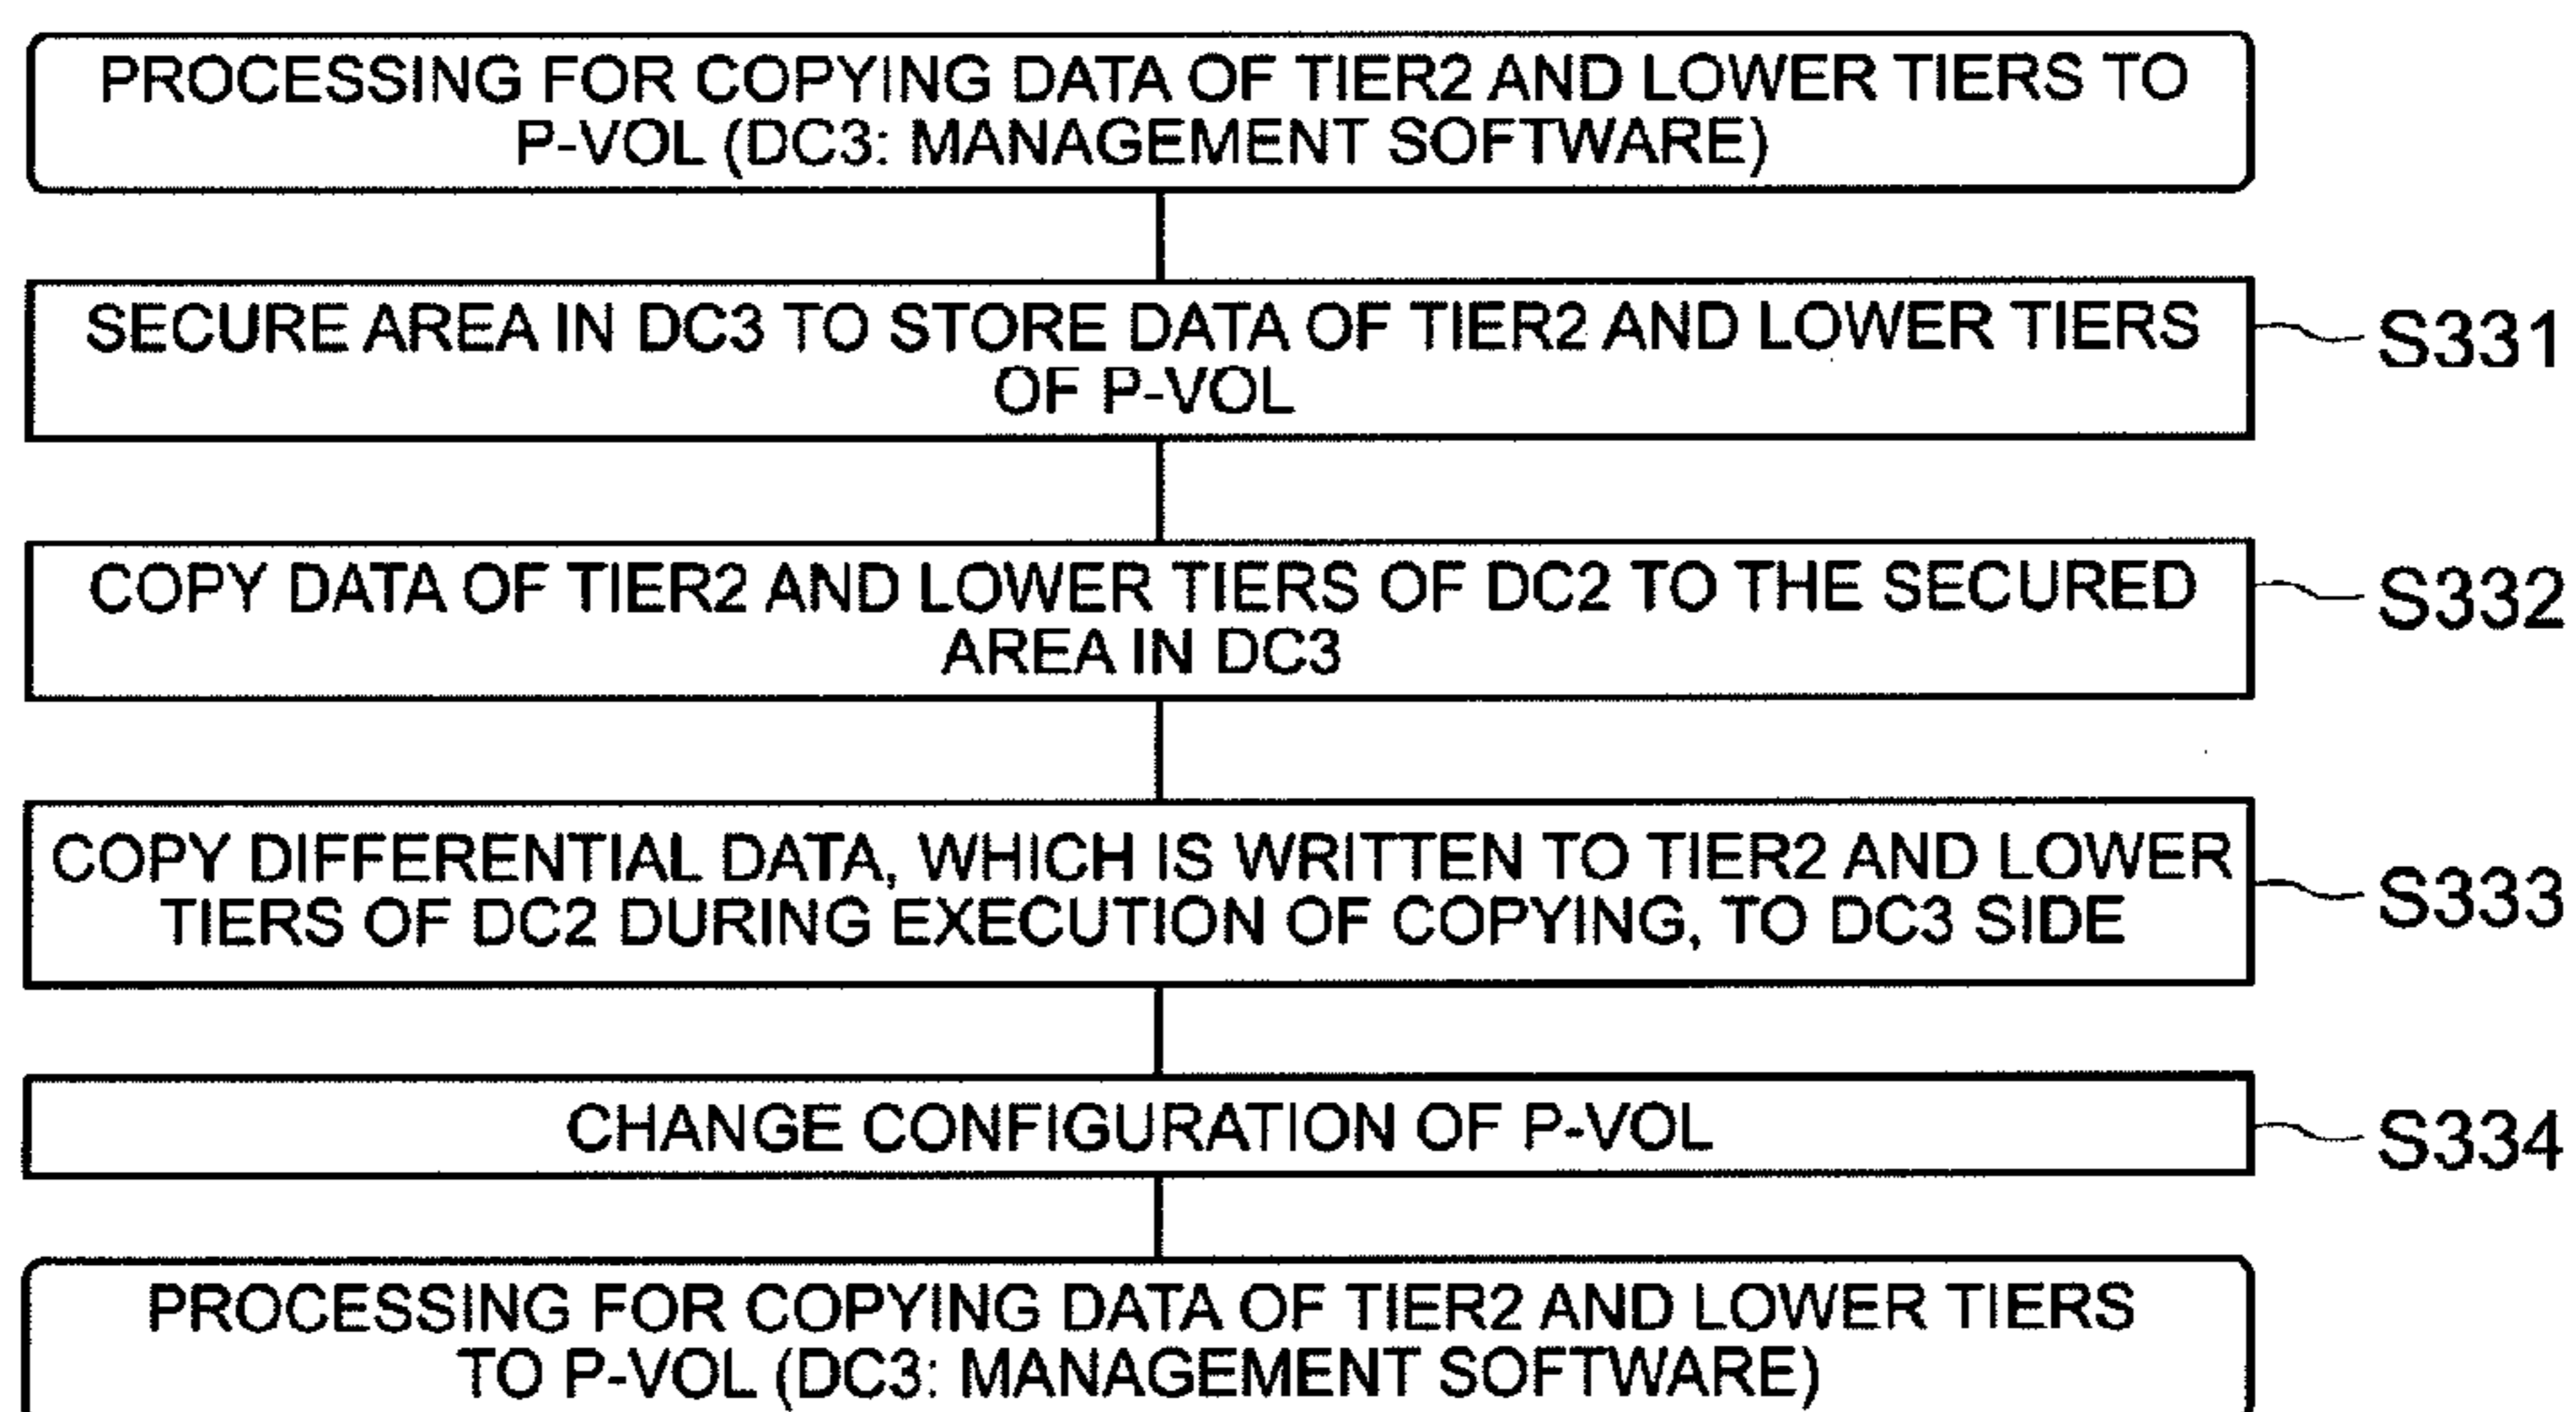 PROCESSING FOR COPYING DATA OF TIER2 AND LOWER TIERS TO
P-VOL (DC3: MANAGEMENT SOFTWARE)
SECURE AREA IN DC3 TO STORE DATA OF TIER2 AND LOWER TIERS
OF P-VOL
S331
COPY DATA OF TIER2 AND LOWER TIERS OF DC2 TO THE SECURED
AREA IN DC3
S332
COPY DIFFERENTIAL DATA, WHICH IS WRITTEN TO TIER2 AND LOWER
TIERS OF DC2 DURING EXECUTION OF COPYING, TO DC3 SIDE
S333
CHANGE CONFIGURATION OF P-VOL
S334
PROCESSING FOR COPYING DATA OF TIER2 AND LOWER TIERS
TO P-VOL (DC3: MANAGEMENT SOFTWARE)